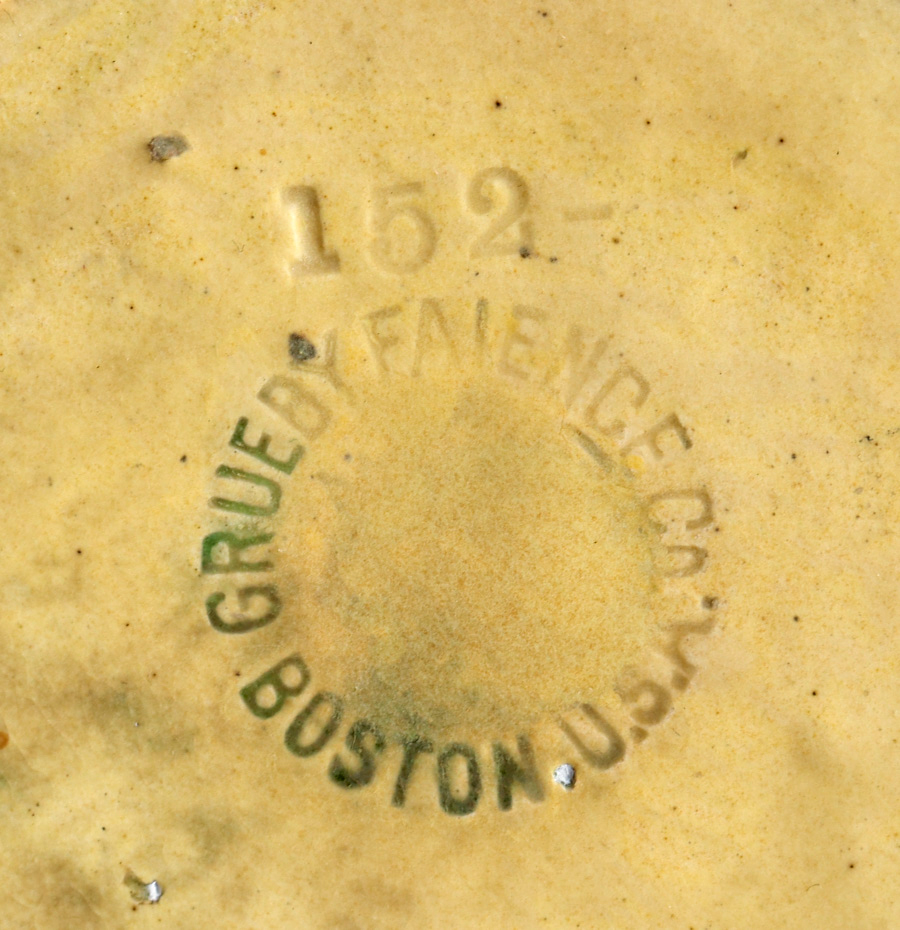 152-
GRUEBY FAIENCE Co.
BOSTON.U.S.A.